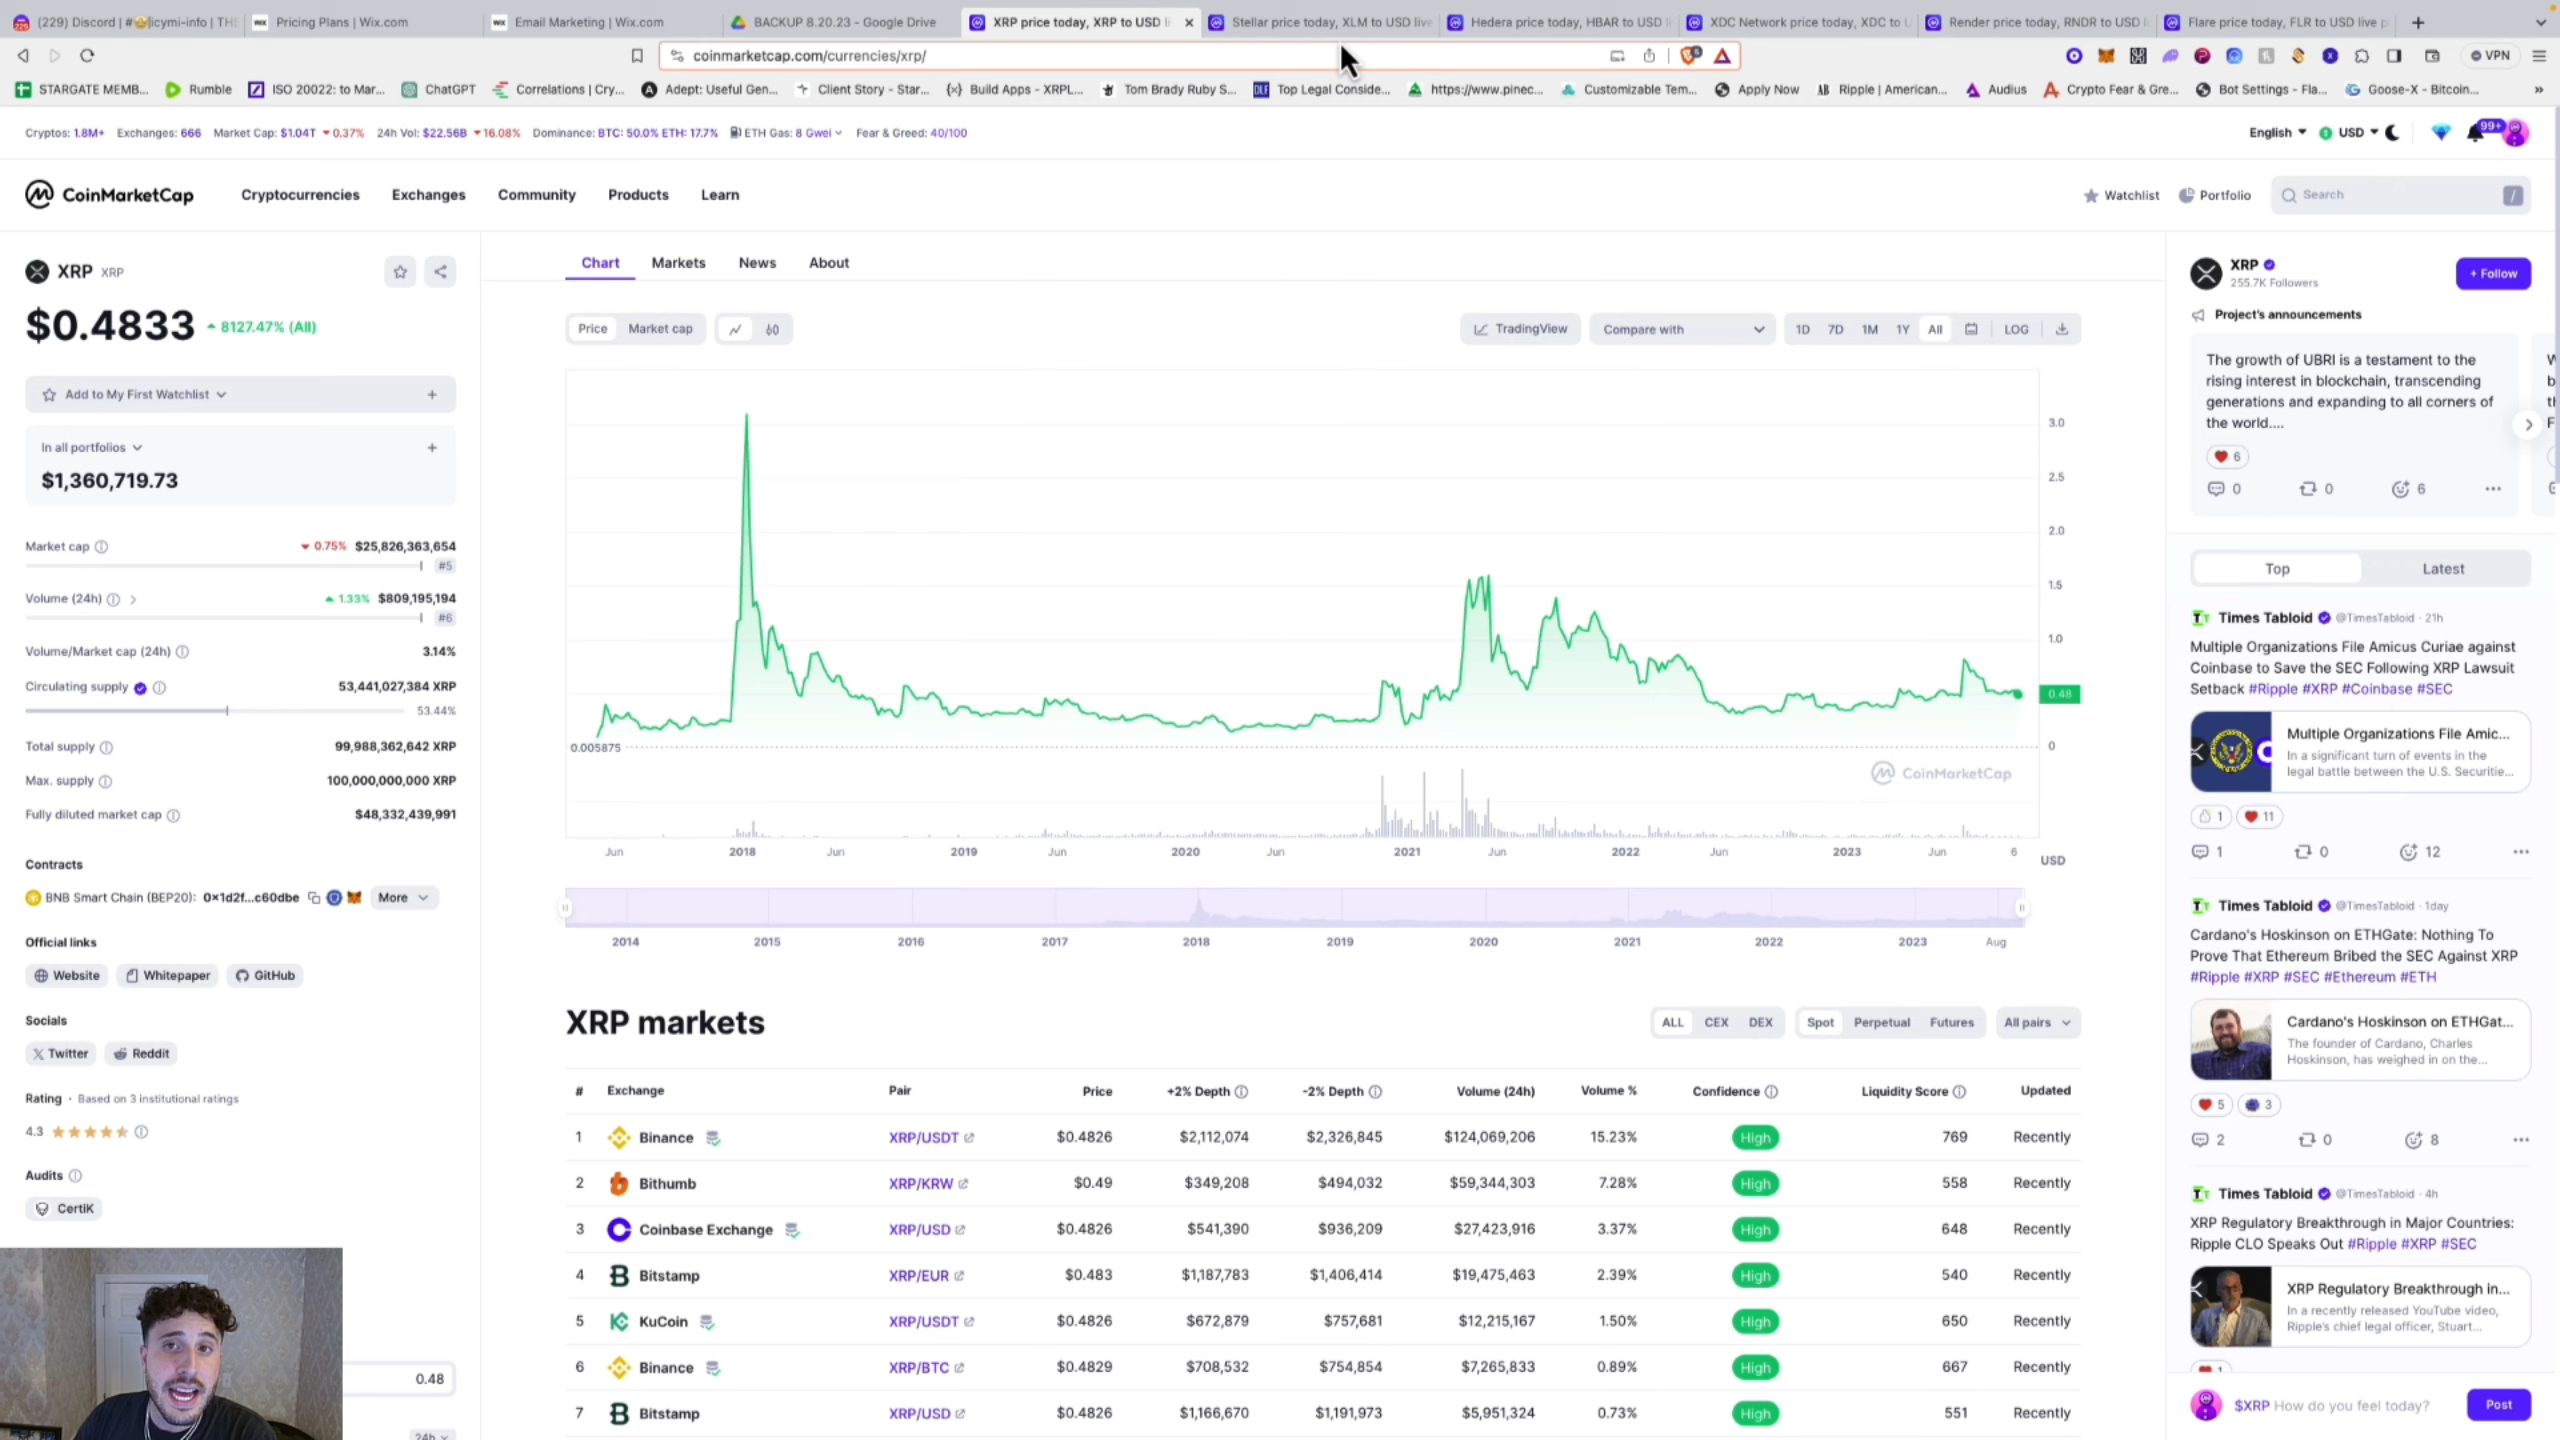 (229) Discord | #🤩|icymi-info | THE
Pricing Plans | Wix.com
Email Marketing | Wix.com
BACKUP 8.20.23 - Google Drive
XRP price today, XRP to USD li
Stellar price today, XLM to USD live
Hedera price today, HBAR to USD l
XDC Network price today, XDC to U
Render price today, RNDR to USD l
Flare price today, FLR to USD live p
coinmarketcap.com/currencies/xrp/
VPN
STARGATE MEMB... Rumble ISO 20022: to Mar... ChatGPT Correlations | Cry... Adept: Useful Gen... Client Story - Star... Build Apps - XRPL... Tom Brady Ruby S... Top Legal Conside... https://www.pinec... Customizable Tem... Apply Now Ripple | American... Audius Crypto Fear & Gre... Bot Settings - Fla... Goose-X - Bitcoin... »
Cryptos: 1.8M+ Exchanges: 666 Market Cap: $1.04T 0.37% 24h Vol: $22.56B 16.08% Dominance: BTC: 50.0% ETH: 17.7% ETH Gas: 8 Gwei Fear & Greed: 40/100
English USD 99+
CoinMarketCap Cryptocurrencies Exchanges Community Products Learn
Watchlist Portfolio Search /
XRP XRP
$0.4833 8127.47% (All)
Add to My First Watchlist +
In all portfolios +
$1,360,719.73
Market cap 0.75% $25,826,363,654
#5
Volume (24h) > 1.33% $809,195,194
#6
Volume/Market cap (24h) 3.14%
Circulating supply 53,441,027,384 XRP
53.44%
Total supply 99,988,362,642 XRP
Max. supply 100,000,000,000 XRP
Fully diluted market cap $48,332,439,991
Contracts
BNB Smart Chain (BEP20): 0x1d2f...c60dbe More
Official links
Website Whitepaper GitHub
Socials
Twitter Reddit
Rating · Based on 3 institutional ratings
4.3
Audits
CertiK
0.48
24h
Chart Markets News About
Price Market cap
TradingView Compare with 1D 7D 1M 1Y All LOG
3.0
2.5
2.0
1.5
1.0
0.48
0
0.005875
CoinMarketCap
Jun 2018 Jun 2019 Jun 2020 Jun 2021 Jun 2022 Jun 2023 Jun 6
USD
2014 2015 2016 2017 2018 2019 2020 2021 2022 2023 Aug
XRP markets
ALL CEX DEX Spot Perpetual Futures All pairs
# Exchange Pair Price +2% Depth -2% Depth Volume (24h) Volume % Confidence Liquidity Score Updated
1 Binance XRP/USDT $0.4826 $2,112,074 $2,326,845 $124,069,206 15.23% High 769 Recently
2 Bithumb XRP/KRW $0.49 $349,208 $494,032 $59,344,303 7.28% High 558 Recently
3 Coinbase Exchange XRP/USD $0.4826 $541,390 $936,209 $27,423,916 3.37% High 648 Recently
4 Bitstamp XRP/EUR $0.483 $1,187,783 $1,406,414 $19,475,463 2.39% High 540 Recently
5 KuCoin XRP/USDT $0.4826 $672,879 $757,681 $12,215,167 1.50% High 650 Recently
6 Binance XRP/BTC $0.4829 $708,532 $754,854 $7,265,833 0.89% High 667 Recently
7 Bitstamp XRP/USD $0.4826 $1,166,670 $1,191,973 $5,951,324 0.73% High 551 Recently
XRP
255.7K Followers
+ Follow
Project's announcements
The growth of UBRI is a testament to the
rising interest in blockchain, transcending
generations and expanding to all corners of
the world....
6
0 0 6 ...
Top Latest
Times Tabloid @TimesTabloid · 21h
Multiple Organizations File Amicus Curiae against
Coinbase to Save the SEC Following XRP Lawsuit
Setback #Ripple #XRP #Coinbase #SEC
Multiple Organizations File Amic...
In a significant turn of events in the
legal battle between the U.S. Securitie...
1 11
1 0 12 ...
Times Tabloid @TimesTabloid · 1day
Cardano's Hoskinson on ETHGate: Nothing To
Prove That Ethereum Bribed the SEC Against XRP
#Ripple #XRP #SEC #Ethereum #ETH
Cardano's Hoskinson on ETHGat...
The founder of Cardano, Charles
Hoskinson, has weighed in on the...
5 3
2 0 8 ...
Times Tabloid @TimesTabloid · 4h
XRP Regulatory Breakthrough in Major Countries:
Ripple CLO Speaks Out #Ripple #XRP #SEC
XRP Regulatory Breakthrough in...
In a recently released YouTube video,
Ripple's chief legal officer, Stuart...
1
$XRP How do you feel today? Post